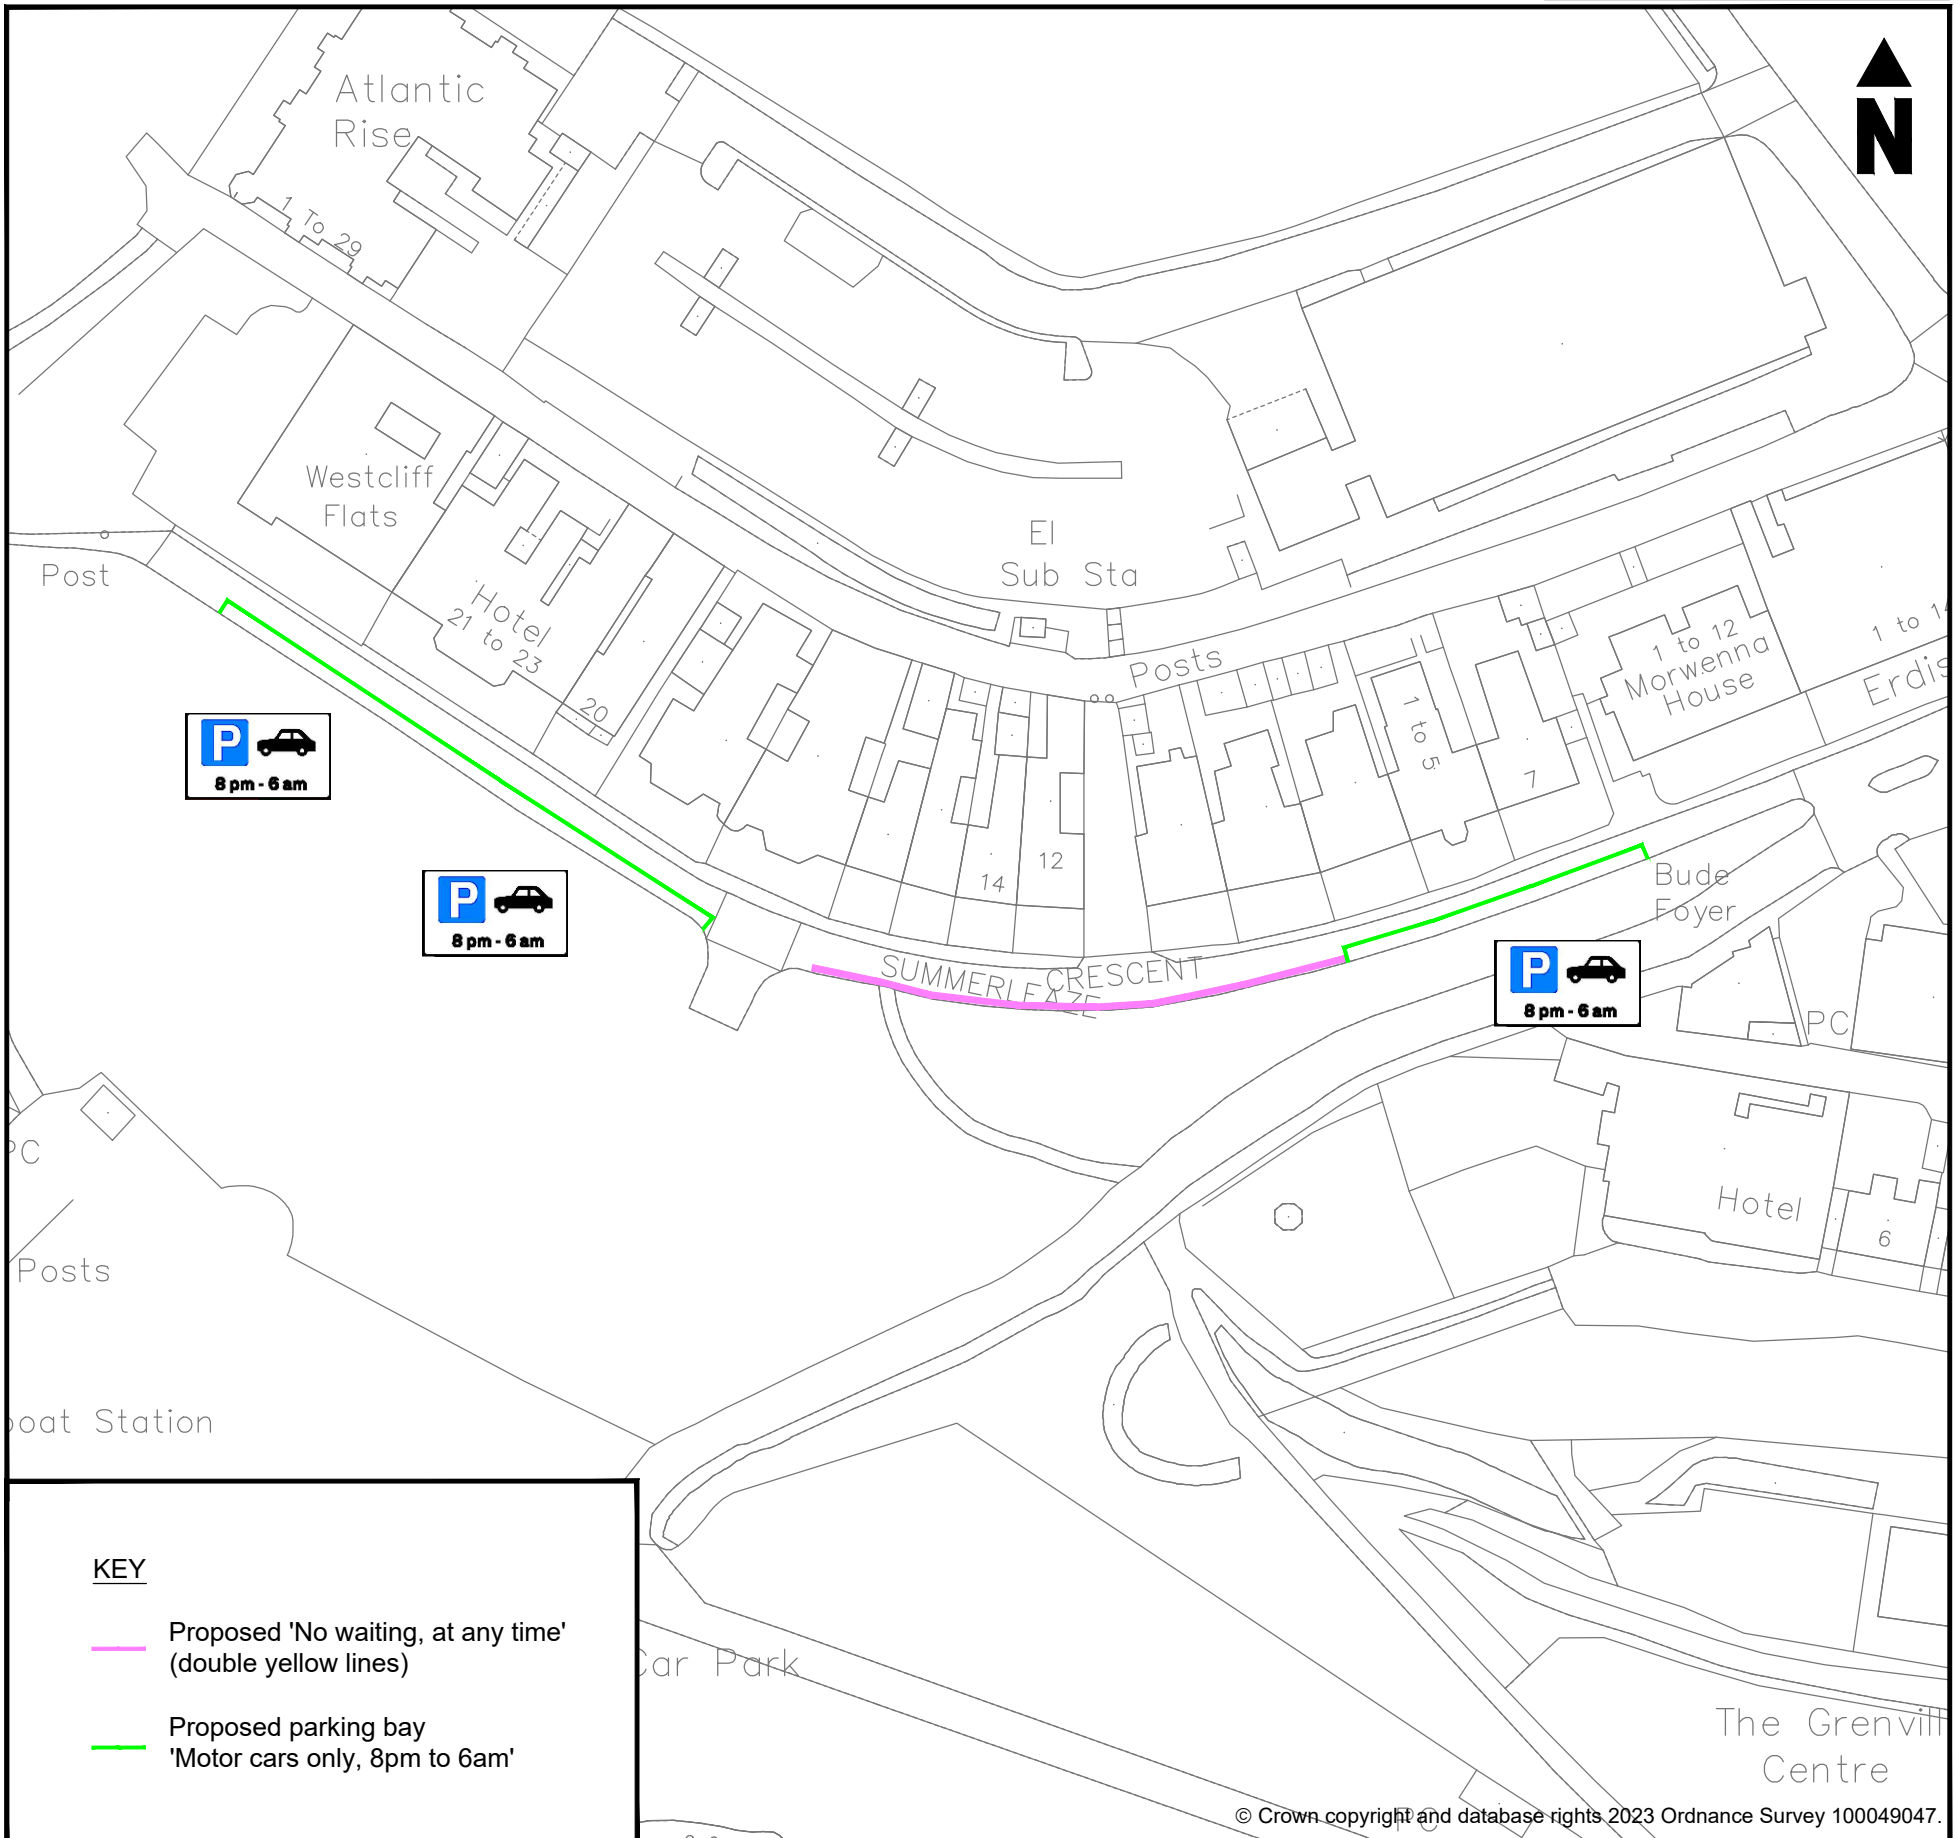 N
Atlantic
Rise
1 To 29
Westcliff
Flats
Post
Hotel
21 to 23
20
El
Sub Sta
Posts
1 to 12
Morwenna
House
1 to 5
7
14
12
P
8 pm - 6 am
P
8 pm - 6 am
SUMMERLEAZE CRESCENT
Bude
Foyer
P
8 pm - 6 am
PC
PC
Hotel
6
Posts
Station
Car Park
The
Centre
PC
KEY
Proposed 'No waiting, at any time'
(double yellow lines)
Proposed parking bay
'Motor cars only, 8pm to 6am'
© Crown copyright and database rights 2023 Ordnance Survey 100049047.